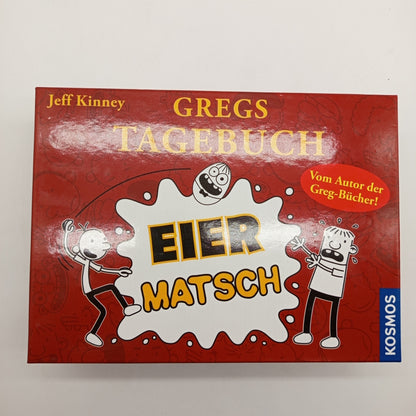 Jeff Kinney
GREGS
TAGEBUCH
Vom Autor der
Greg-Bücher!
EIER
MATSCH
KOSMOS